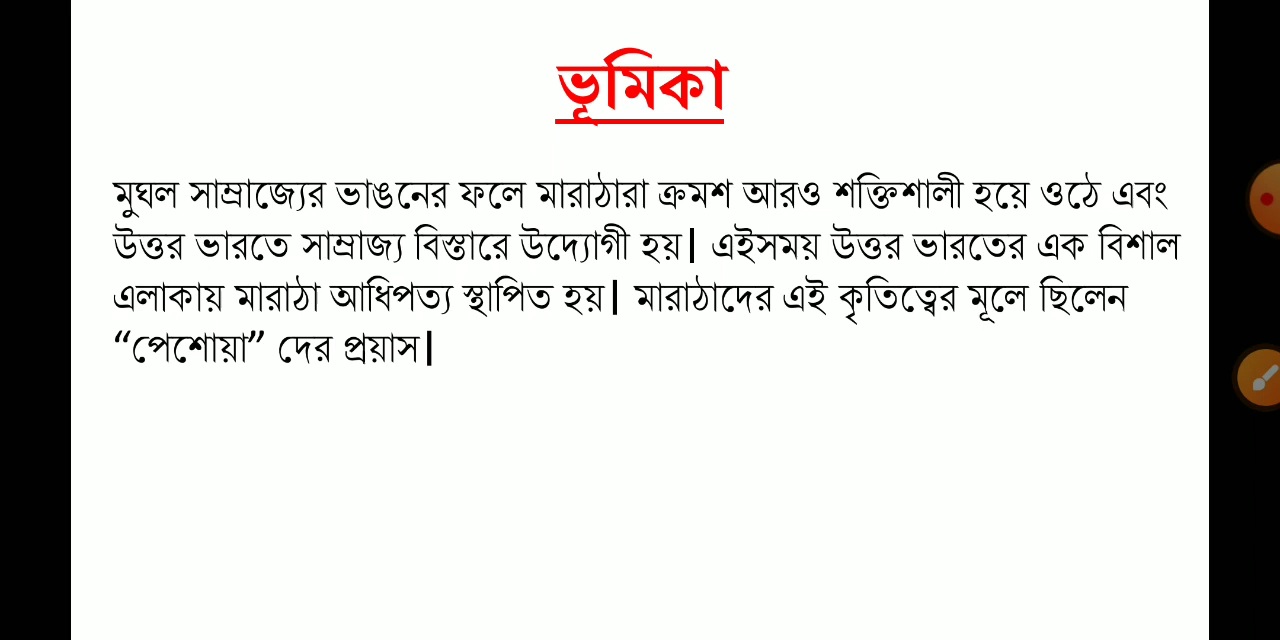 ভূমিকা
মুঘল সাম্রাজ্যের ভাঙনের ফলে মারাঠারা ক্রমশ আরও শক্তিশালী হয়ে ওঠে এবং
উত্তর ভারতে সাম্রাজ্য বিস্তারে উদ্যোগী হয়| এইসময় উত্তর ভারতের এক বিশাল
এলাকায় মারাঠা আধিপত্য স্থাপিত হয়| মারাঠাদের এই কৃতিত্বের মূলে ছিলেন
“পেশোয়া” দের প্রয়াস|